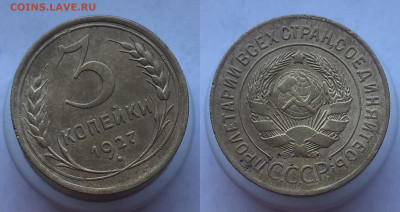 COINS.LAVE.RU
3
КОПЕЙКИ
1927
ПРОЛЕТАРИИ ВСЕХ СТРАН, СОЕДИНЯЙТЕСЬ!
СССР